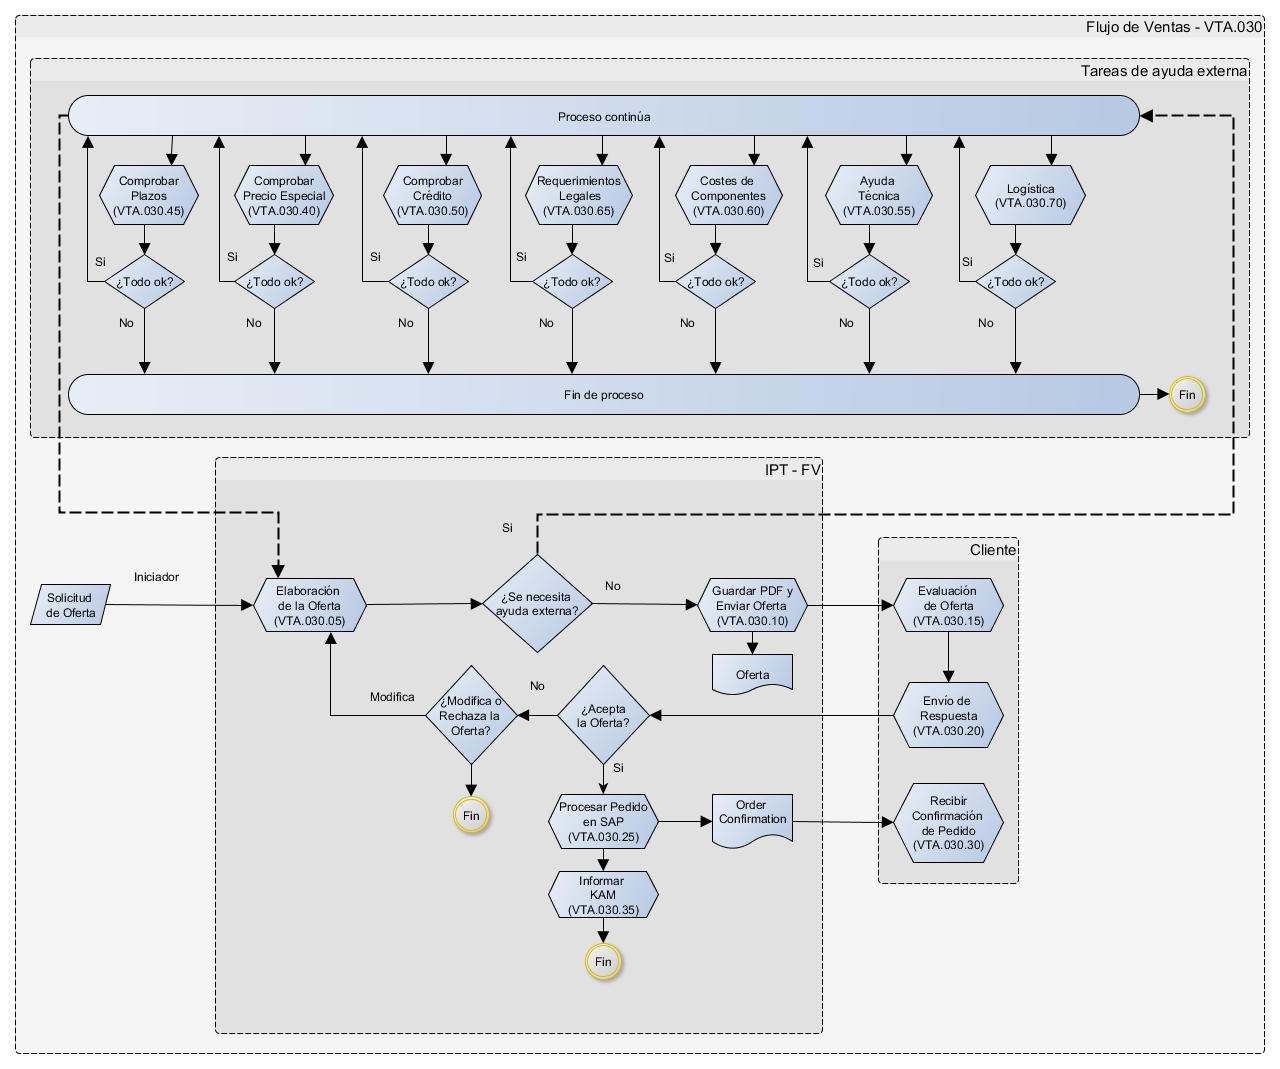 Flujo de Ventas - VTA.030
Tareas de ayuda externa
Proceso continúa
Comprobar
Plazos
(VTA.030.45)
Comprobar
Precio Especial
(VTA.030.40)
Comprobar
Crédito
(VTA.030.50)
Requerimientos
Legales
(VTA.030.65)
Costes de
Componentes
(VTA.030.60)
Ayuda
Técnica
(VTA.030.55)
Logística
(VTA.030.70)
Si
¿Todo ok?
No
Si
¿Todo ok?
No
Si
¿Todo ok?
No
Si
¿Todo ok?
No
Si
¿Todo ok?
No
Si
¿Todo ok?
No
Si
¿Todo ok?
No
Fin de proceso
Fin
IPT - FV
Cliente
Solicitud
de Oferta
Iniciador
Elaboración
de la Oferta
(VTA.030.05)
Si
¿Se necesita
ayuda externa?
No
Guardar PDF y
Enviar Oferta
(VTA.030.10)
Oferta
Evaluación
de Oferta
(VTA.030.15)
Envío de
Respuesta
(VTA.030.20)
¿Acepta
la Oferta?
No
¿Modifica o
Rechaza la
Oferta?
Modifica
Fin
Si
Procesar Pedido
en SAP
(VTA.030.25)
Order
Confirmation
Recibir
Confirmación
de Pedido
(VTA.030.30)
Informar
KAM
(VTA.030.35)
Fin